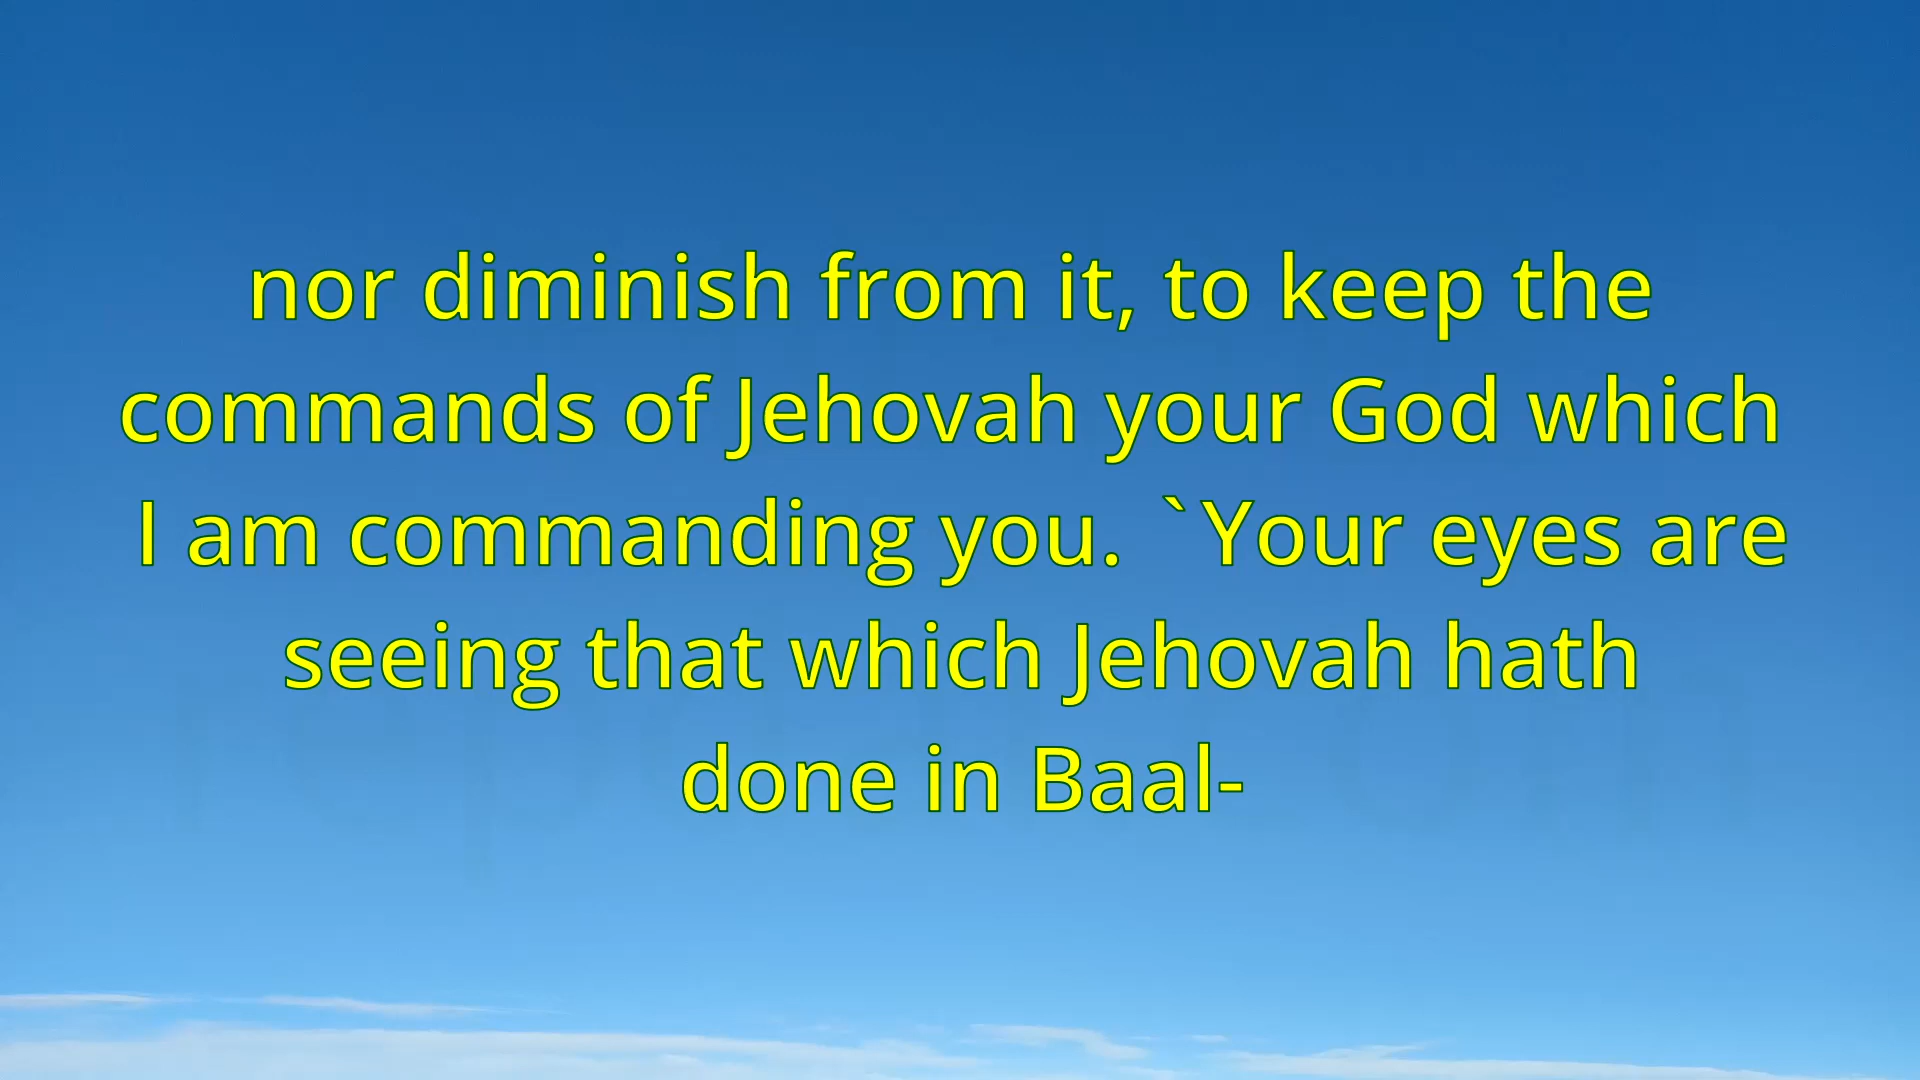 nor diminish from it, to keep the
commands of Jehovah your God which
I am commanding you. `Your eyes are
seeing that which Jehovah hath
done in Baal-